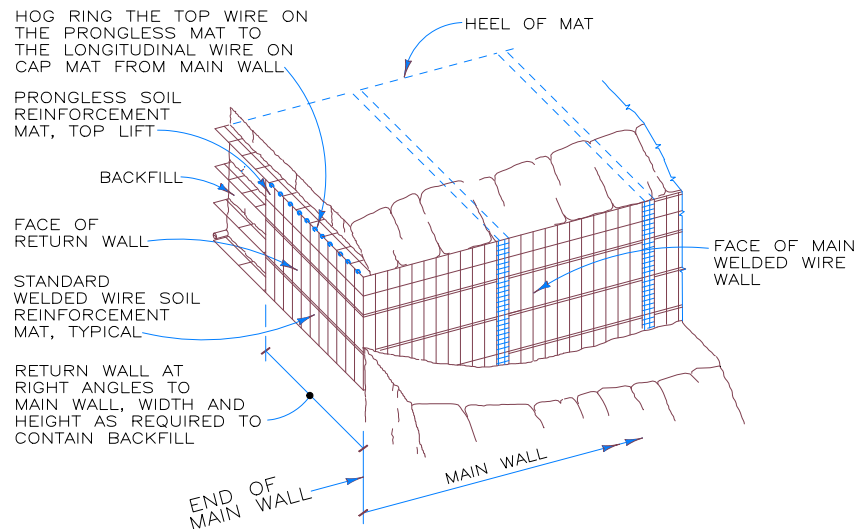 HOG RING THE TOP WIRE ON
THE PRONGLESS MAT TO
THE LONGITUDINAL WIRE ON
CAP MAT FROM MAIN WALL
HEEL OF MAT
PRONGLESS SOIL
REINFORCEMENT
MAT, TOP LIFT
BACKFILL
FACE OF
RETURN WALL
FACE OF MAIN
WELDED WIRE
WALL
STANDARD
WELDED WIRE SOIL
REINFORCEMENT
MAT, TYPICAL
RETURN WALL AT
RIGHT ANGLES TO
MAIN WALL, WIDTH AND
HEIGHT AS REQUIRED TO
CONTAIN BACKFILL
MAIN WALL
END OF
MAIN WALL